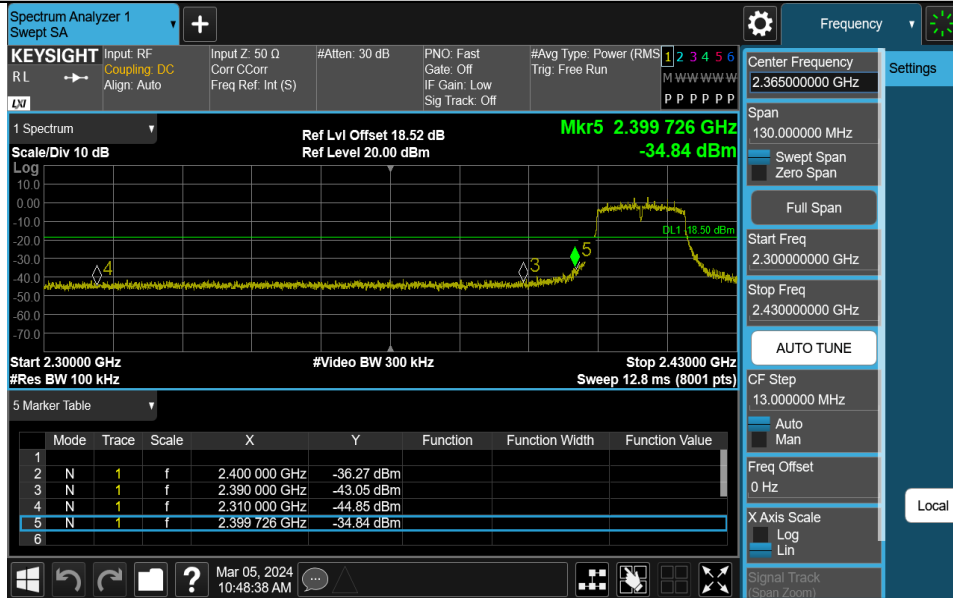 Spectrum Analyzer 1
Swept SA
Frequency
KEYSIGHT
RL
LXI
Input: RF
Coupling: DC
Align: Auto
Input Z: 50 Ω
Corr CCorr
Freq Ref: Int (S)
#Atten: 30 dB
PNO: Fast
Gate: Off
IF Gain: Low
Sig Track: Off
#Avg Type: Power (RMS
Trig: Free Run
1 2 3 4 5 6
M W W W W W
P P P P P P
1 Spectrum
Scale/Div 10 dB
Ref Lvl Offset 18.52 dB
Ref Level 20.00 dBm
Mkr5 2.399 726 GHz
-34.84 dBm
Log
10.0
0.00
-10.0
-20.0
-30.0
-40.0
-50.0
-60.0
-70.0
DL1 -18.50 dBm
4
3
5
Start 2.30000 GHz
#Video BW 300 kHz
Stop 2.43000 GHz
#Res BW 100 kHz
Sweep 12.8 ms (8001 pts)
5 Marker Table
Mode Trace Scale X Y Function Function Width Function Value
1
2 N 1 f 2.400 000 GHz -36.27 dBm
3 N 1 f 2.390 000 GHz -43.05 dBm
4 N 1 f 2.310 000 GHz -44.85 dBm
5 N 1 f 2.399 726 GHz -34.84 dBm
6
Mar 05, 2024
10:48:38 AM
Center Frequency
2.365000000 GHz
Span
130.000000 MHz
Swept Span
Zero Span
Full Span
Start Freq
2.300000000 GHz
Stop Freq
2.430000000 GHz
AUTO TUNE
CF Step
13.000000 MHz
Auto
Man
Freq Offset
0 Hz
X Axis Scale
Log
Lin
Signal Track
(Span Zoom)
Settings
Local